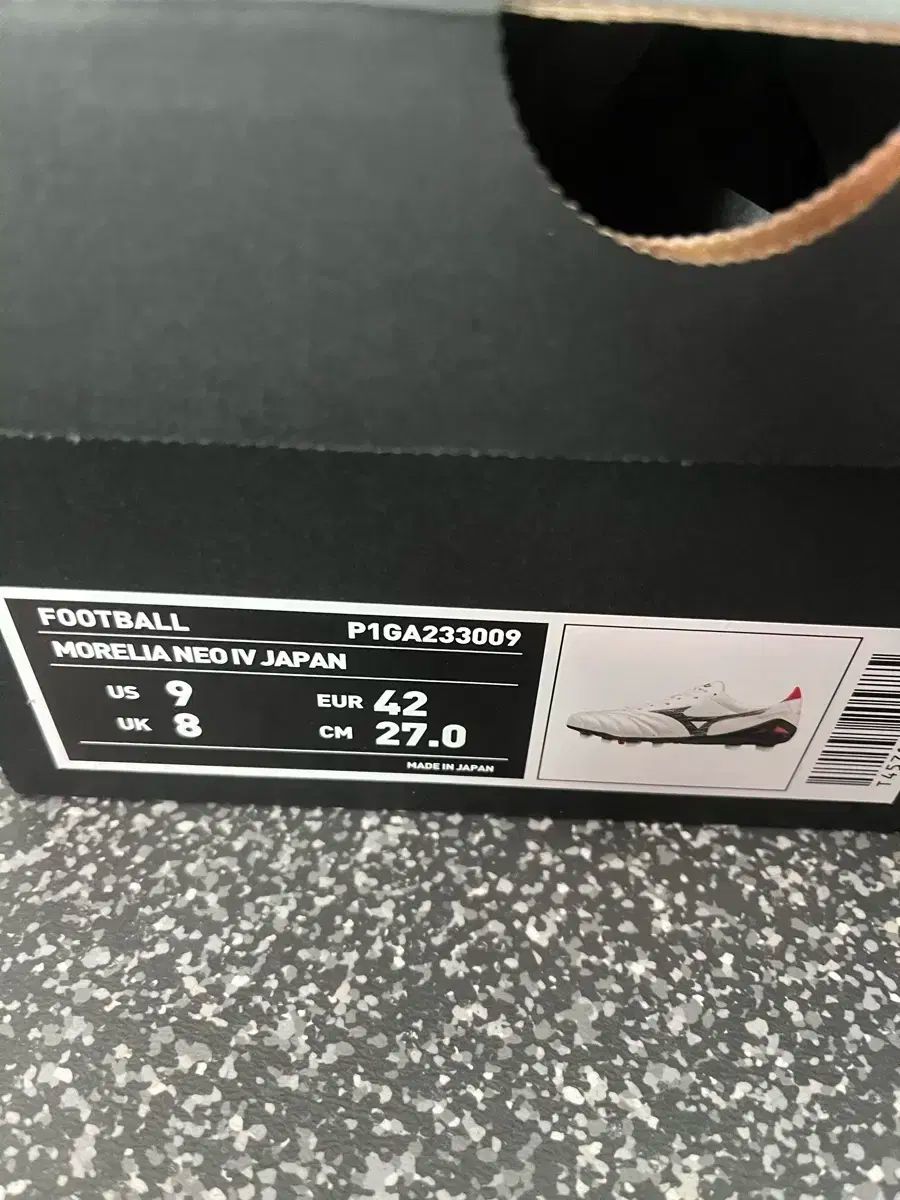 FOOTBALL P1GA233009
MORELIA NEO IV JAPAN
US 9 EUR 42
UK 8 CM 27.0
MADE IN JAPAN